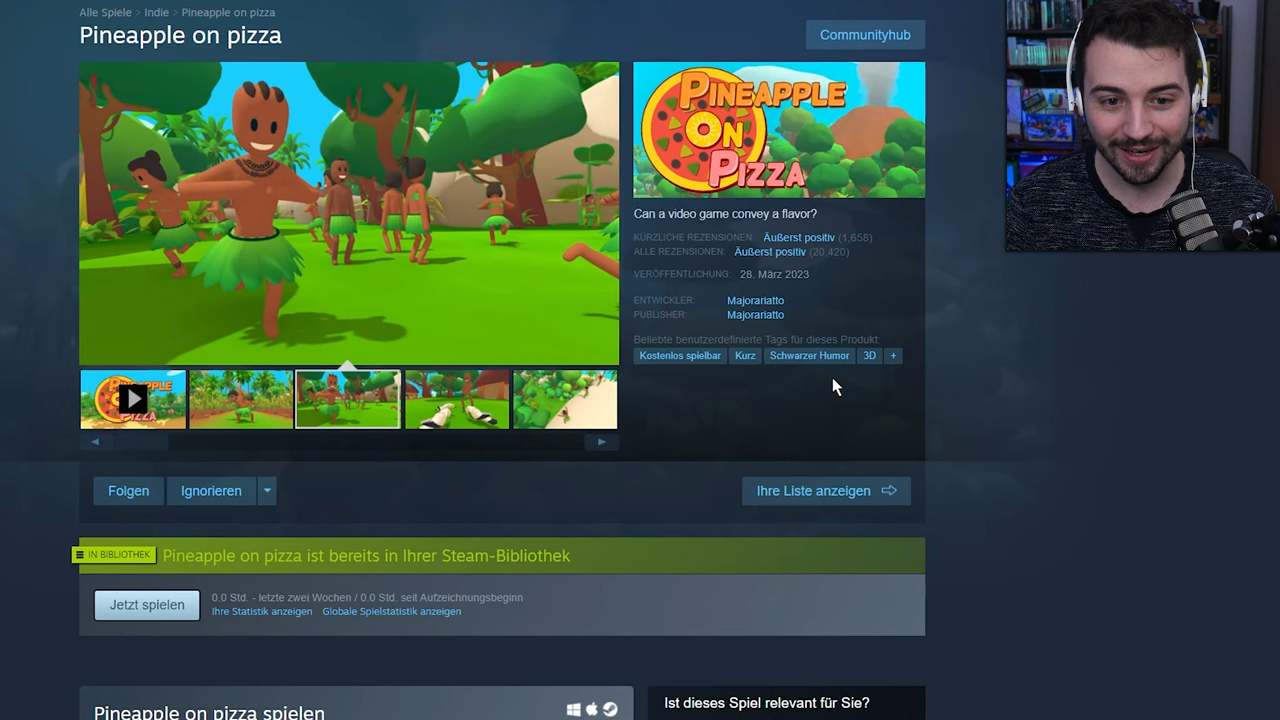 Alle Spiele > Indie > Pineapple on pizza
Pineapple on pizza
Communityhub
PINEAPPLE
ON
PIZZA
Can a video game convey a flavor?
KÜRZLICHE REZENSIONEN: Äußerst positiv (1,658)
ALLE REZENSIONEN: Äußerst positiv (20,420)
VERÖFFENTLICHUNG: 28. März 2023
ENTWICKLER: Majorariatto
PUBLISHER: Majorariatto
Beliebte benutzerdefinierte Tags für dieses Produkt:
Kostenlos spielbar Kurz Schwarzer Humor 3D +
PINEAPPLE
ON
PIZZA
Folgen Ignorieren Ihre Liste anzeigen
IN BIBLIOTHEK Pineapple on pizza ist bereits in Ihrer Steam-Bibliothek
Jetzt spielen
0.0 Std. - letzte zwei Wochen / 0.0 Std. seit Aufzeichnungsbeginn
Ihre Statistik anzeigen Globale Spielstatistik anzeigen
Pineapple on pizza spielen
Ist dieses Spiel relevant für Sie?